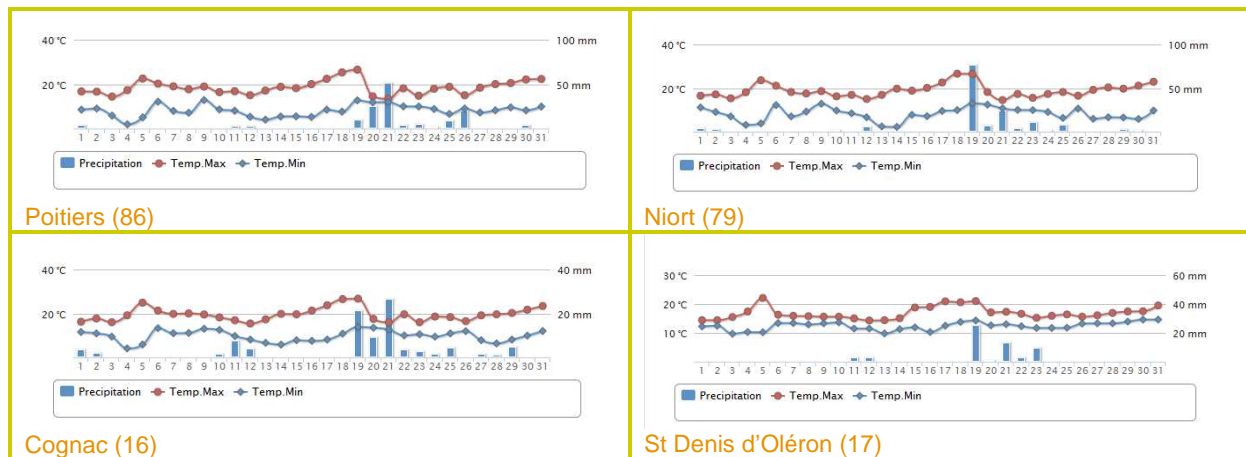 40 °C 100 mm
20 °C 50 mm
1 2 3 4 5 6 7 8 9 10 11 12 13 14 15 16 17 18 19 20 21 22 23 24 25 26 27 28 29 30 31
Precipitation Temp.Max Temp.Min
Poitiers (86)
40 °C 100 mm
20 °C 50 mm
1 2 3 4 5 6 7 8 9 10 11 12 13 14 15 16 17 18 19 20 21 22 23 24 25 26 27 28 29 30 31
Precipitation Temp.Max Temp.Min
Niort (79)
40 °C 40 mm
20 °C 20 mm
1 2 3 4 5 6 7 8 9 10 11 12 13 14 15 16 17 18 19 20 21 22 23 24 25 26 27 28 29 30 31
Precipitation Temp.Max Temp.Min
Cognac (16)
30 °C 60 mm
20 °C 40 mm
10 °C 20 mm
1 2 3 4 5 6 7 8 9 10 11 12 13 14 15 16 17 18 19 20 21 22 23 24 25 26 27 28 29 30 31
Precipitation Temp.Max Temp.Min
St Denis d'Oléron (17)